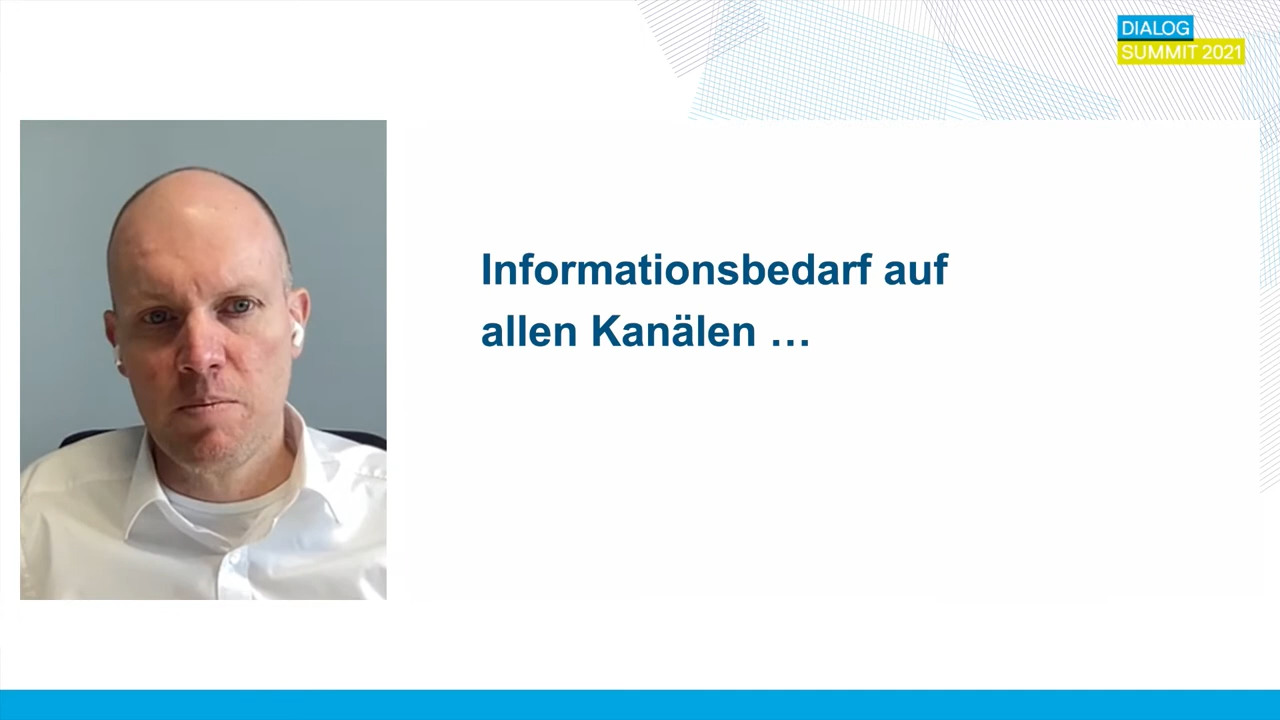 DIALOG
SUMMIT 2021
Informationsbedarf auf
allen Kanälen …